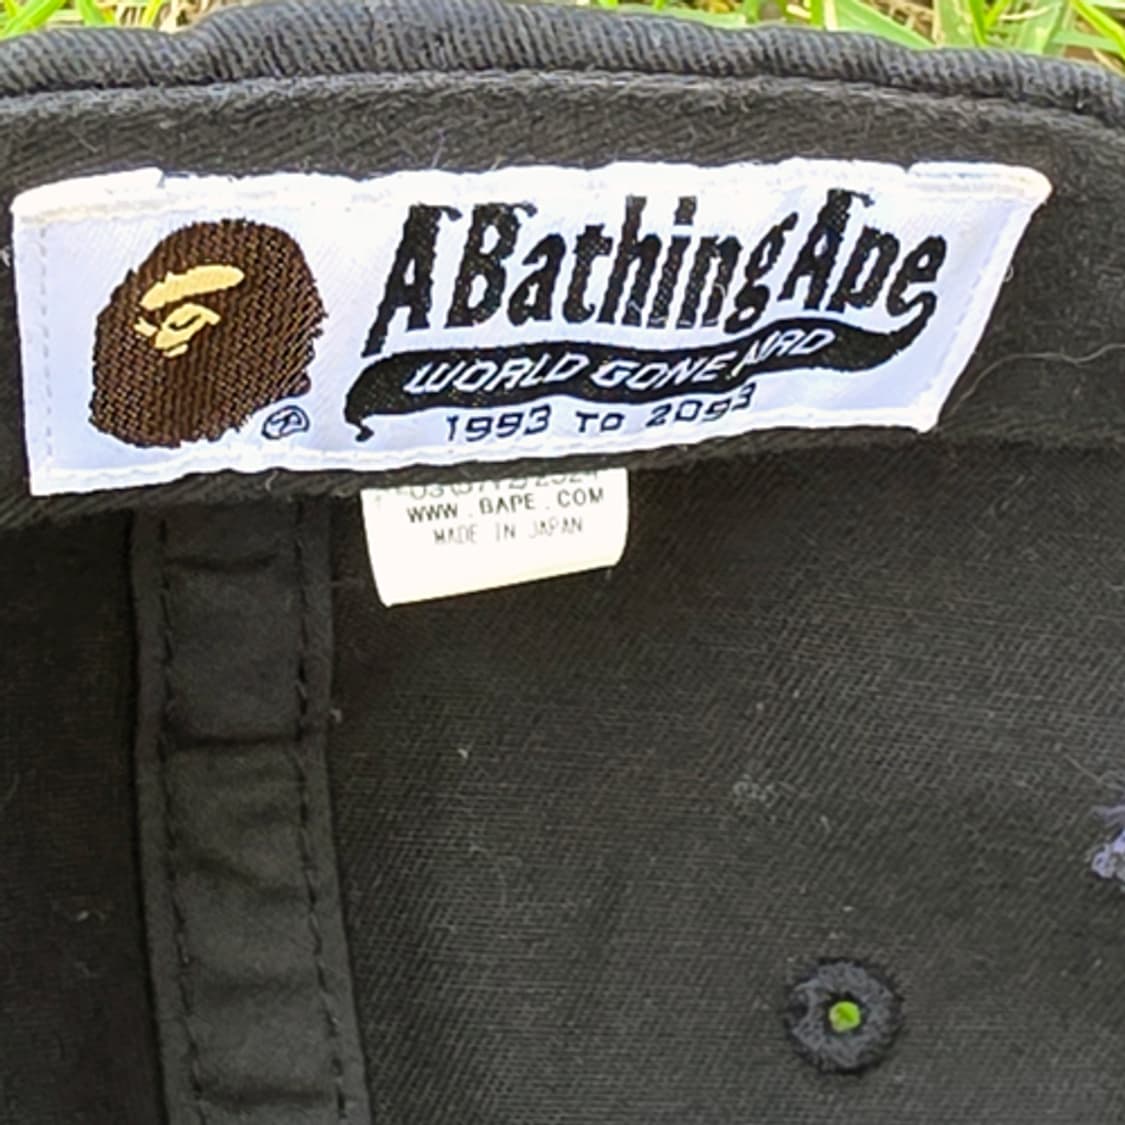 ABathingApe
WORLD GONE MAD
1993 TO 2093
WWW.BAPE.COM
MADE IN JAPAN